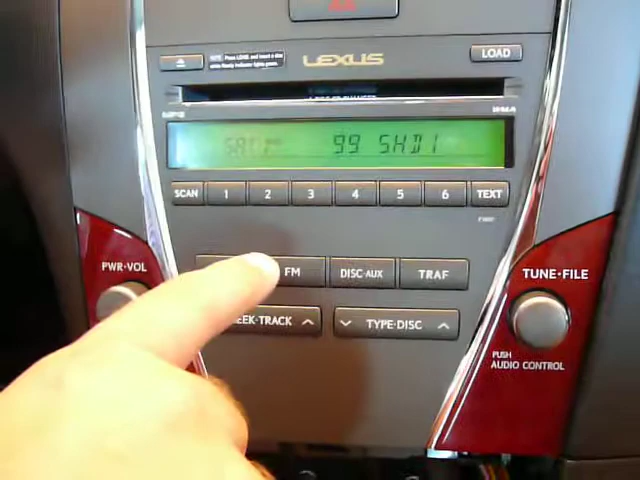 LEXUS
LOAD
99 SHD1
SCAN 1 2 3 4 5 6 TEXT
FM DISC·AUX TRAF
PWR·VOL
TUNE·FILE
TRACK TYPE·DISC
PUSH
AUDIO CONTROL